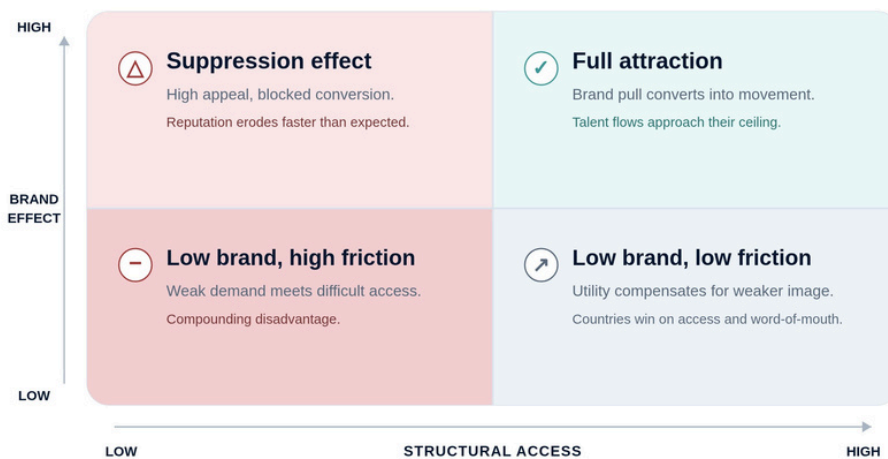 HIGH
Suppression effect
High appeal, blocked conversion.
Reputation erodes faster than expected.
Full attraction
Brand pull converts into movement.
Talent flows approach their ceiling.
BRAND
EFFECT
Low brand, high friction
Weak demand meets difficult access.
Compounding disadvantage.
Low brand, low friction
Utility compensates for weaker image.
Countries win on access and word-of-mouth.
LOW
LOW
STRUCTURAL ACCESS
HIGH